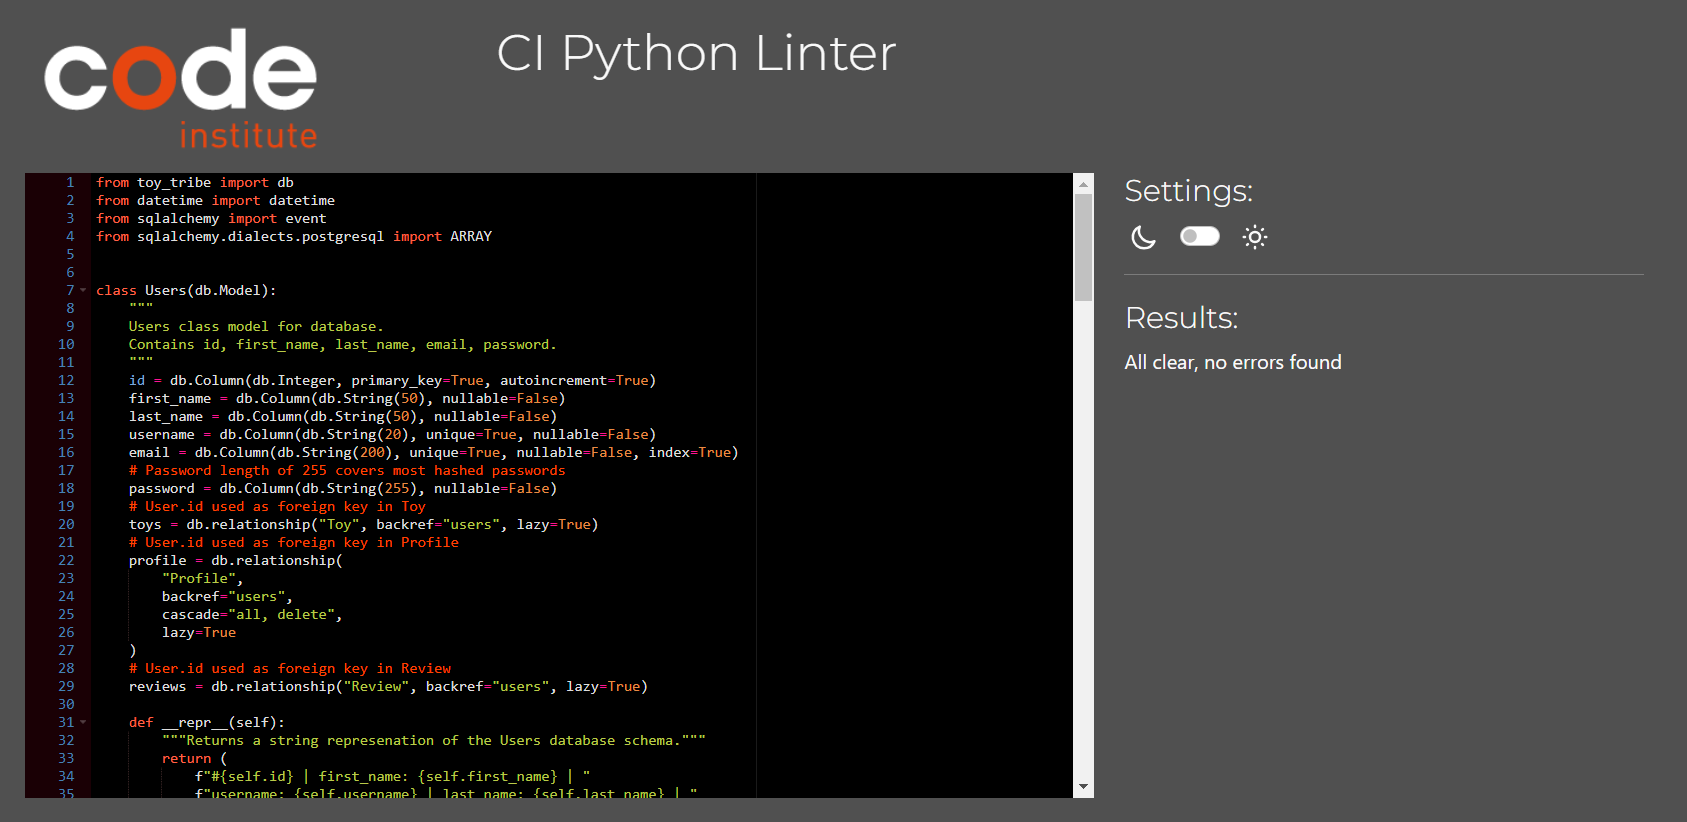 code
institute
CI Python Linter
1 from toy_tribe import db
2 from datetime import datetime
3 from sqlalchemy import event
4 from sqlalchemy.dialects.postgresql import ARRAY
5
6
7 class Users(db.Model):
8     """
9     Users class model for database.
10     Contains id, first_name, last_name, email, password.
11     """
12     id = db.Column(db.Integer, primary_key=True, autoincrement=True)
13     first_name = db.Column(db.String(50), nullable=False)
14     last_name = db.Column(db.String(50), nullable=False)
15     username = db.Column(db.String(20), unique=True, nullable=False)
16     email = db.Column(db.String(200), unique=True, nullable=False, index=True)
17     # Password length of 255 covers most hashed passwords
18     password = db.Column(db.String(255), nullable=False)
19     # User.id used as foreign key in Toy
20     toys = db.relationship("Toy", backref="users", lazy=True)
21     # User.id used as foreign key in Profile
22     profile = db.relationship(
23         "Profile",
24         backref="users",
25         cascade="all, delete",
26         lazy=True
27     )
28     # User.id used as foreign key in Review
29     reviews = db.relationship("Review", backref="users", lazy=True)
30
31     def __repr__(self):
32         """Returns a string represenation of the Users database schema."""
33         return (
34             f"#{self.id} | first_name: {self.first_name} | "
35             f"username: {self.username} | last_name: {self.last_name} | "
Settings:
Results:
All clear, no errors found